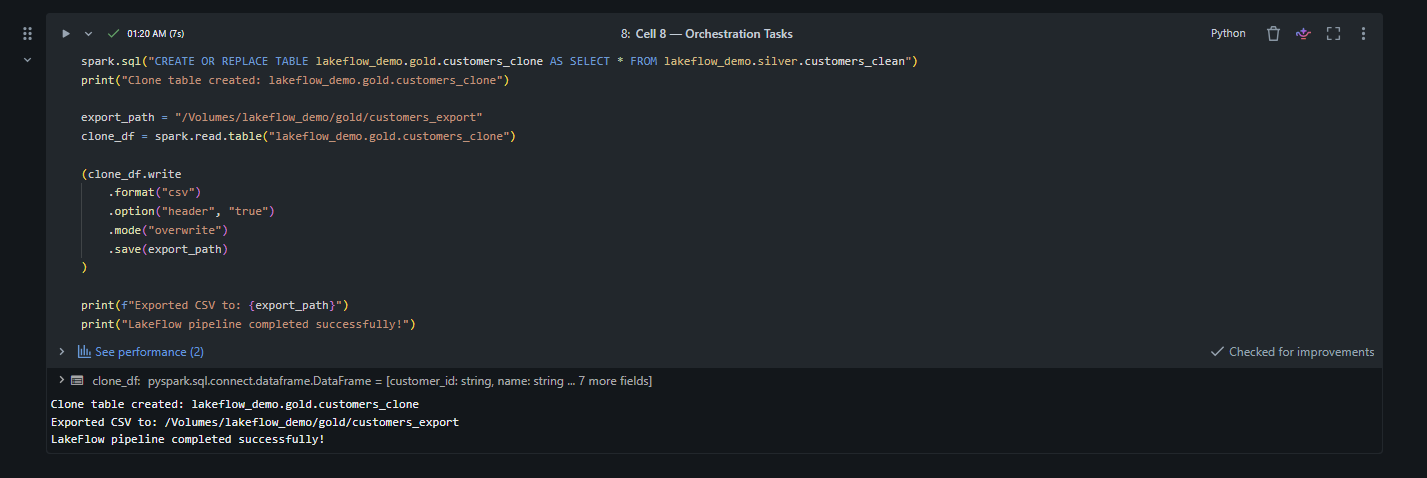 01:20 AM (7s)
8: Cell 8 — Orchestration Tasks
Python
spark.sql("CREATE OR REPLACE TABLE lakeflow_demo.gold.customers_clone AS SELECT * FROM lakeflow_demo.silver.customers_clean")
print("Clone table created: lakeflow_demo.gold.customers_clone")
export_path = "/Volumes/lakeflow_demo/gold/customers_export"
clone_df = spark.read.table("lakeflow_demo.gold.customers_clone")
(clone_df.write
.format("csv")
.option("header", "true")
.mode("overwrite")
.save(export_path)
)
print(f"Exported CSV to: {export_path}")
print("LakeFlow pipeline completed successfully!")
See performance (2)
Checked for improvements
clone_df: pyspark.sql.connect.dataframe.DataFrame = [customer_id: string, name: string ... 7 more fields]
Clone table created: lakeflow_demo.gold.customers_clone
Exported CSV to: /Volumes/lakeflow_demo/gold/customers_export
LakeFlow pipeline completed successfully!